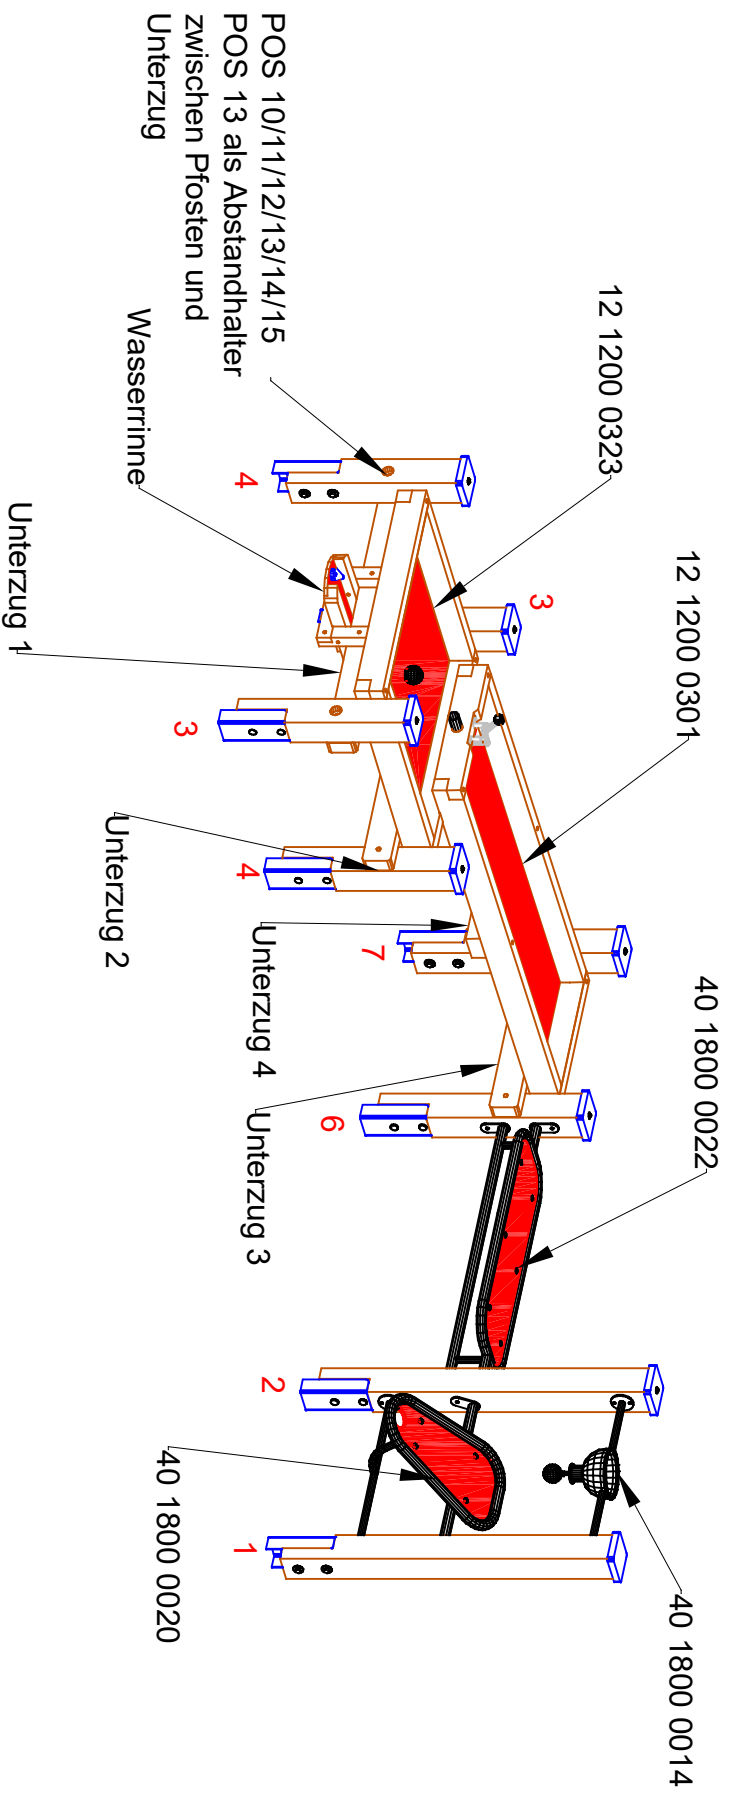 POS 10/11/12/13/14/15
POS 13 als Abstandhalter
zwischen Pfosten und
Unterzug
Wasserrinne
Unterzug 1
12 1200 0323
12 1200 0301
4
3
3
4
Unterzug 2
7
Unterzug 4
6
Unterzug 3
40 1800 0022
2
40 1800 0020
1
40 1800 0014